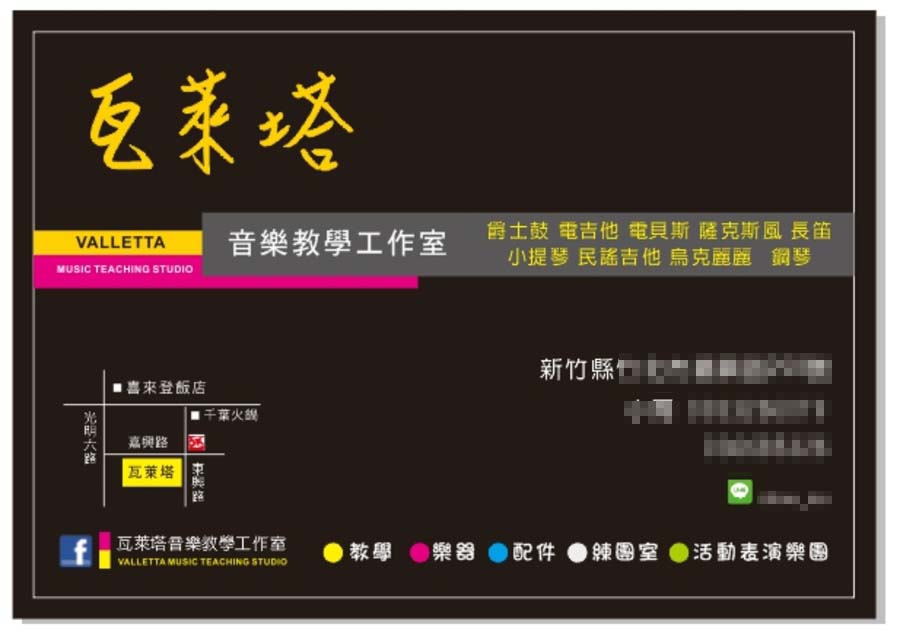 瓦萊塔
VALLETTA
MUSIC TEACHING STUDIO
音樂教學工作室
爵士鼓 電吉他 電貝斯 薩克斯風 長笛
小提琴 民謠吉他 烏克麗麗 鋼琴
新竹縣
喜來登飯店
千葉火鍋
光明六路
嘉興路
瓦萊塔
東興路
LINE
f
瓦萊塔音樂教學工作室
VALLETTA MUSIC TEACHING STUDIO
教學 樂器 配件 練團室 活動表演樂團